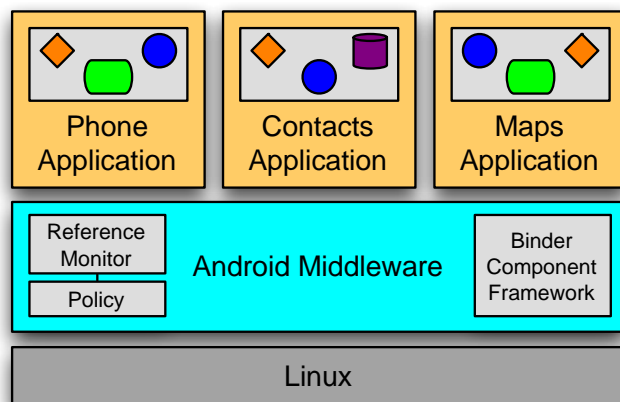 Phone
Application
Contacts
Application
Maps
Application
Reference
Monitor
Policy
Android Middleware
Binder
Component
Framework
Linux